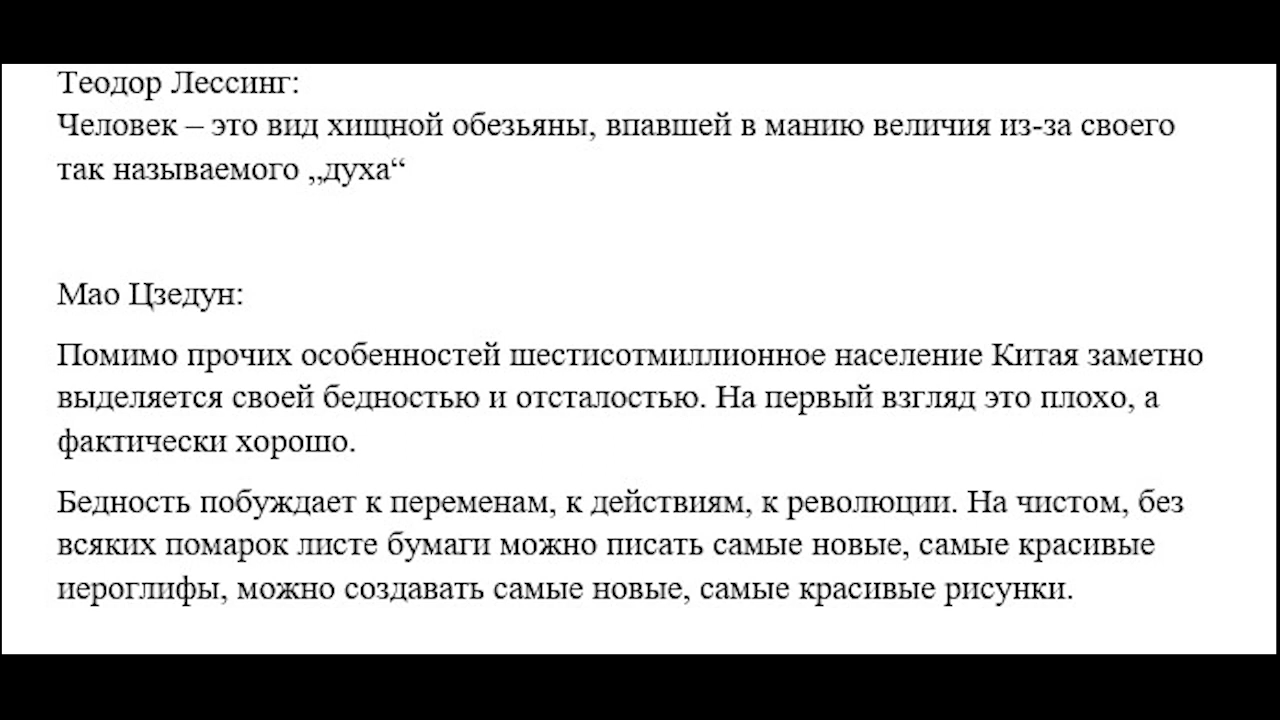 Теодор Лессинг:
Человек – это вид хищной обезьяны, впавшей в манию величия из-за своего
так называемого „духа“
Мао Цзедун:
Помимо прочих особенностей шестисотмиллионное население Китая заметно
выделяется своей бедностью и отсталостью. На первый взгляд это плохо, а
фактически хорошо.
Бедность побуждает к переменам, к действиям, к революции. На чистом, без
всяких помарок листе бумаги можно писать самые новые, самые красивые
иероглифы, можно создавать самые новые, самые красивые рисунки.